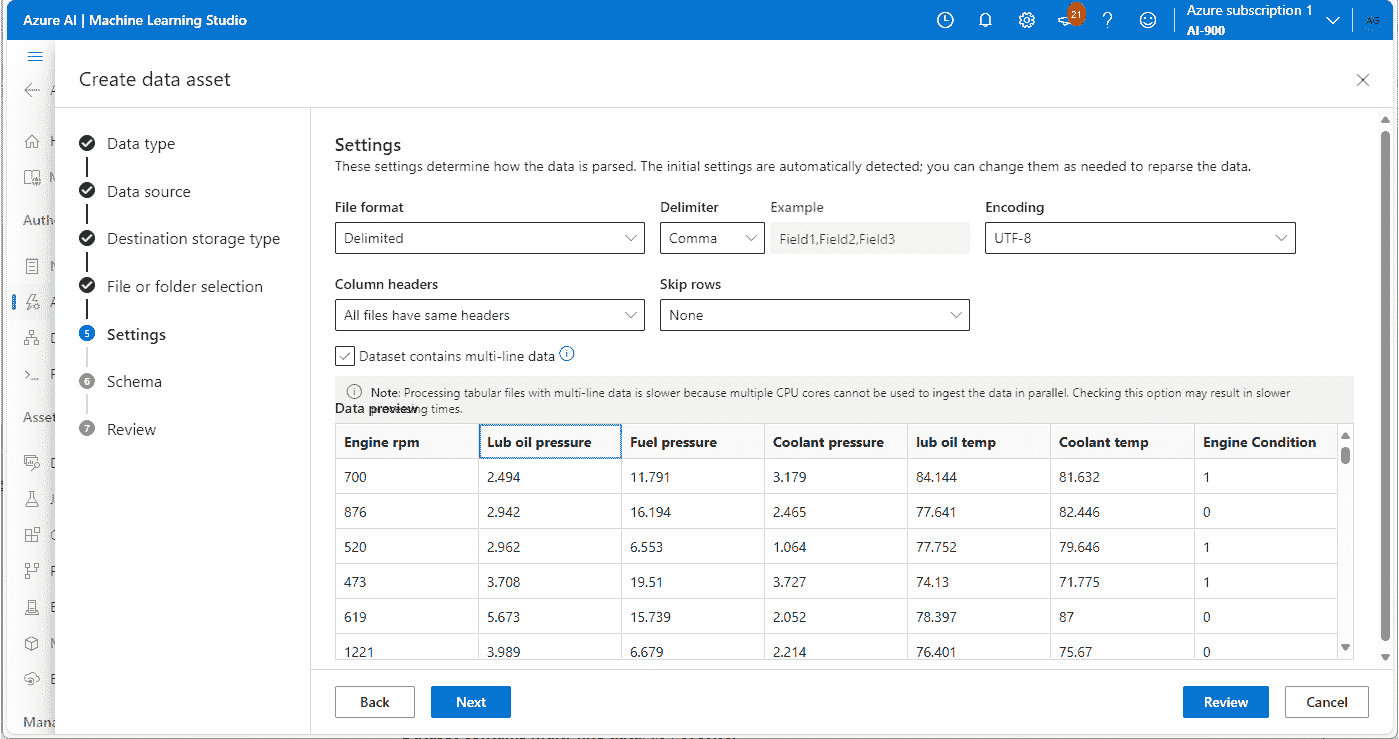 Azure AI | Machine Learning Studio
21
Azure subscription 1
AI-900
AG
Create data asset
Data type
Data source
Destination storage type
File or folder selection
5 Settings
6 Schema
7 Review
Auth
Asset
Mana
Settings
These settings determine how the data is parsed. The initial settings are automatically detected; you can change them as needed to reparse the data.
File format Delimiter Example Encoding
Delimited Comma Field1,Field2,Field3 UTF-8
Column headers Skip rows
All files have same headers None
Dataset contains multi-line data
Note: Processing tabular files with multi-line data is slower because multiple CPU cores cannot be used to ingest the data in parallel. Checking this option may result in slower
processing times.
Data preview
Engine rpm Lub oil pressure Fuel pressure Coolant pressure lub oil temp Coolant temp Engine Condition
700 2.494 11.791 3.179 84.144 81.632 1
876 2.942 16.194 2.465 77.641 82.446 0
520 2.962 6.553 1.064 77.752 79.646 1
473 3.708 19.51 3.727 74.13 71.775 1
619 5.673 15.739 2.052 78.397 87 0
1221 3.989 6.679 2.214 76.401 75.67 0
Back Next Review Cancel